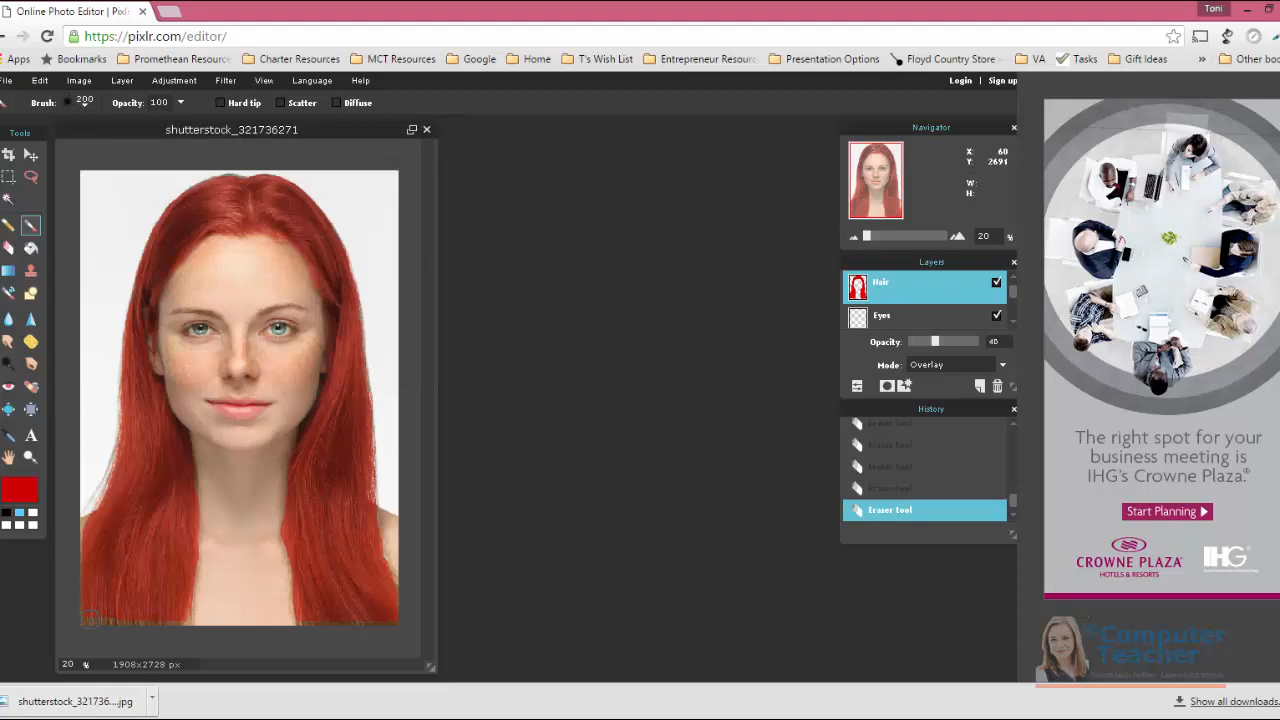 Online Photo Editor | Pixlr
Toni
https://pixlr.com/editor/
Apps
Bookmarks
Promethean Resource
Charter Resources
MCT Resources
Google
Home
T's Wish List
Entrepreneur Resource
Presentation Options
Floyd Country Store
VA
Tasks
Gift Ideas
»
Other boo
File Edit Image Layer Adjustment Filter View Language Help
Login Sign up
Brush: 200 Opacity: 100 Hard tip Scatter Diffuse
Tools
shutterstock_321736271
Navigator
X: 60
Y: 2691
W:
H:
20 %
Layers
Hair
Eyes
Opacity: 40
Mode: Overlay
History
Eraser tool
Eraser tool
Eraser tool
20 % 1908x2728 px
The right spot for your
business meeting is
IHG's Crowne Plaza.®
Start Planning
CROWNE PLAZA
HOTELS & RESORTS
IHG
Computer
Teacher
shutterstock_321736....jpg
Show all downloads